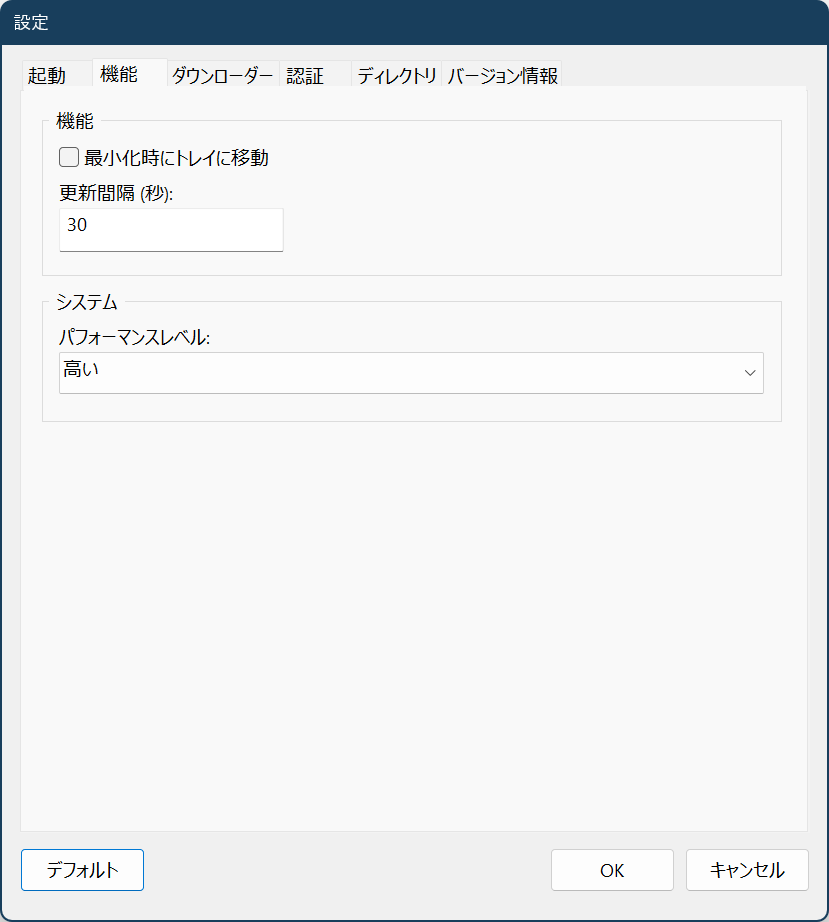 設定
起動 機能 ダウンローダー 認証 ディレクトリ バージョン情報
機能
最小化時にトレイに移動
更新間隔 (秒):
30
システム
パフォーマンスレベル:
高い
デフォルト OK キャンセル